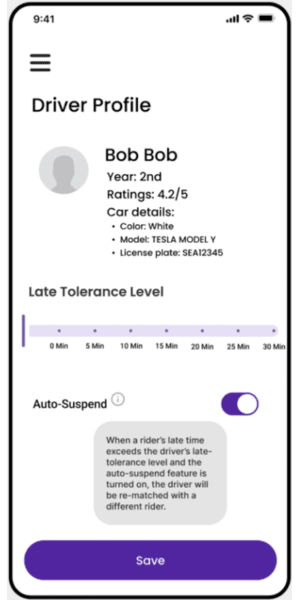 9:41
Driver Profile
Bob Bob
Year: 2nd
Ratings: 4.2/5
Car details:
• Color: White
• Model: TESLA MODEL Y
• License plate: SEA12345
Late Tolerance Level
0 Min 5 Min 10 Min 15 Min 20 Min 25 Min 30 Min
Auto-Suspend i
When a rider's late time
exceeds the driver's late-
tolerance level and the
auto-suspend feature is
turned on, the driver will
be re-matched with a
different rider.
Save